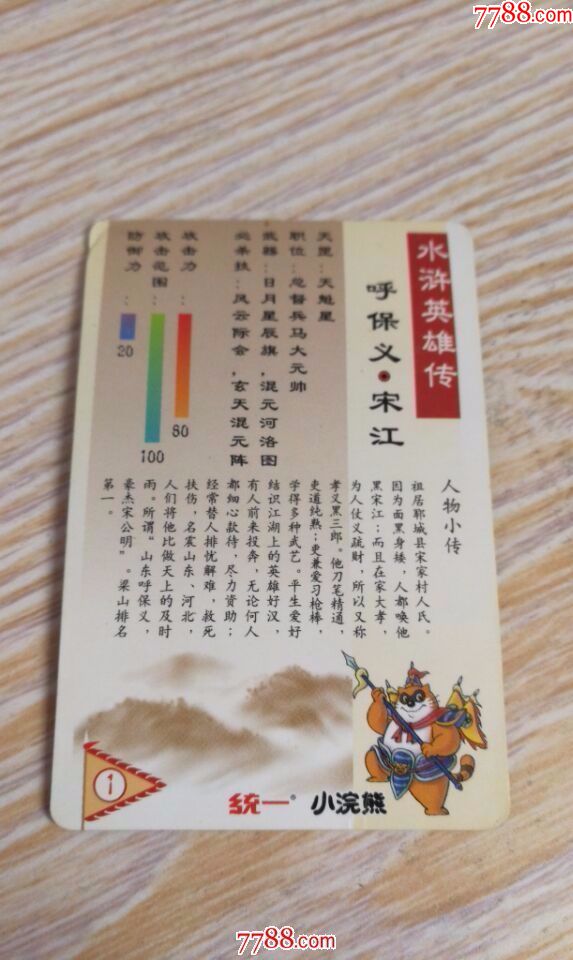 7788.com
水浒英雄传
呼保义·宋江
天罡：天魁星
职位：总督兵马大元帅
武器：日月星辰旗，混元河洛图
必杀技：风云际会，玄天混元阵
攻击力：
80
攻击范围：
100
防御力：
20
人物小传
祖居郓城县宋家村人氏。
因为面黑身矮，人都唤他
黑宋江；而且在家大孝，
为人仗义疏财，所以又称
孝义黑三郎。他刀笔精通，
吏道纯熟；更兼爱习枪棒，
学得多种武艺。平生爱好
结识江湖上的英雄好汉，
有人前来投奔，无论何人
都细心款待，尽力资助；
经常替人排忧解难，救死
扶伤，名震山东、河北，
人们将他比做天上的及时
雨。所谓“山东呼保义，
豪杰宋公明”。梁山排名
第一。
1
统一® 小浣熊
7788.com